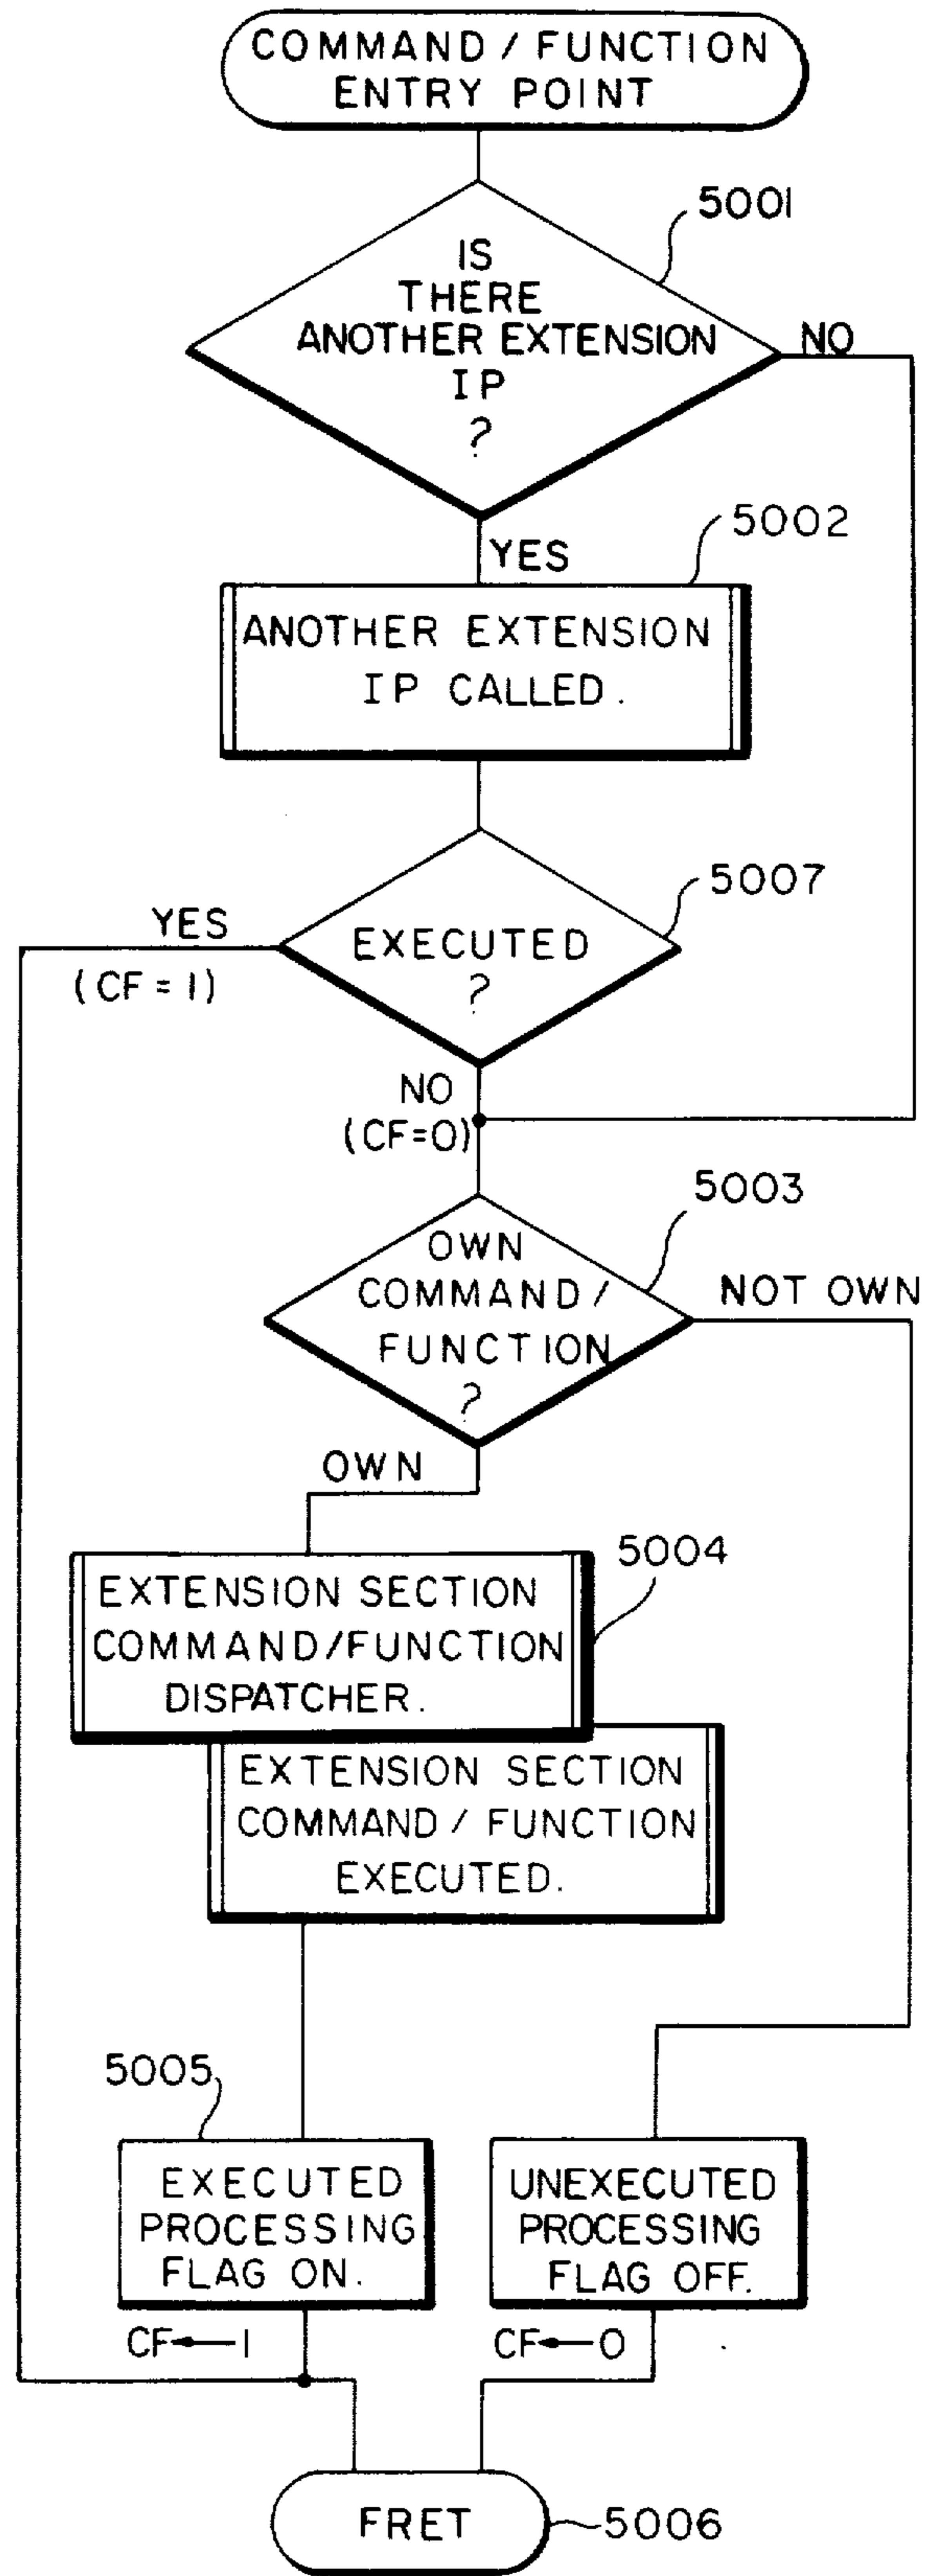 COMMAND / FUNCTION
ENTRY POINT
5001
IS
THERE
ANOTHER EXTENSION
IP
?
NO
YES
5002
ANOTHER EXTENSION
IP CALLED.
5007
YES
(CF = 1)
EXECUTED
?
NO
(CF=0)
5003
OWN
COMMAND/
FUNCTION
?
NOT OWN
OWN
5004
EXTENSION SECTION
COMMAND/FUNCTION
DISPATCHER.
EXTENSION SECTION
COMMAND / FUNCTION
EXECUTED.
5005
EXECUTED
PROCESSING
FLAG ON.
UNEXECUTED
PROCESSING
FLAG OFF.
CF←1
CF←0
FRET
5006